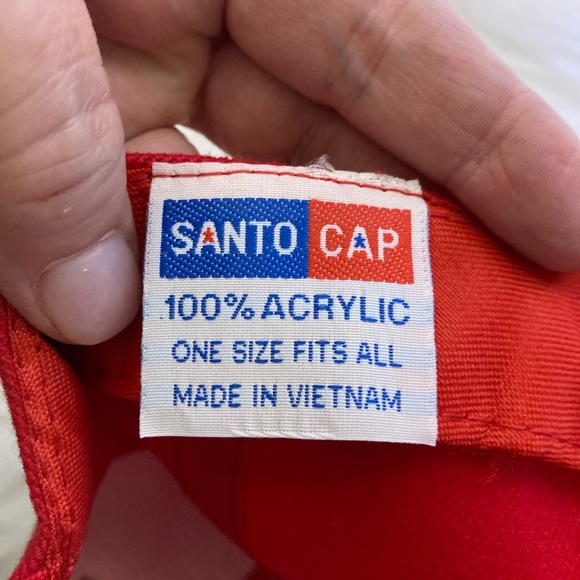 SANTO CAP
100% ACRYLIC
ONE SIZE FITS ALL
MADE IN VIETNAM